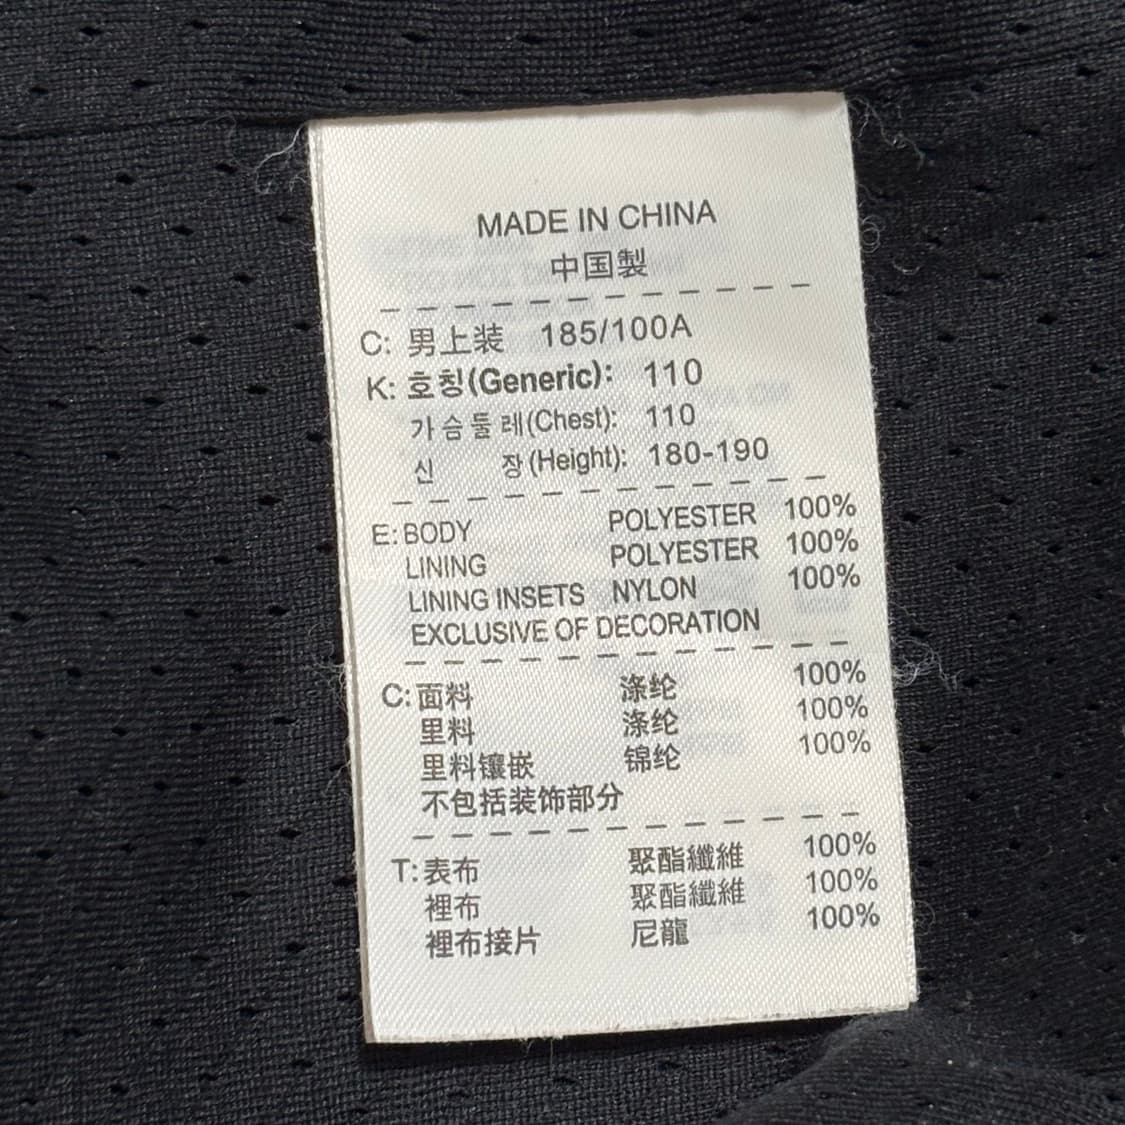 MADE IN CHINA
中国製
C: 男上装 185/100A
K: 호칭(Generic): 110
가슴둘레(Chest): 110
신 장(Height): 180-190
E: BODY POLYESTER 100%
LINING POLYESTER 100%
LINING INSETS NYLON 100%
EXCLUSIVE OF DECORATION
C: 面料 涤纶 100%
里料 涤纶 100%
里料镶嵌 锦纶 100%
不包括装饰部分
T: 表布 聚酯纖維 100%
裡布 聚酯纖維 100%
裡布接片 尼龍 100%